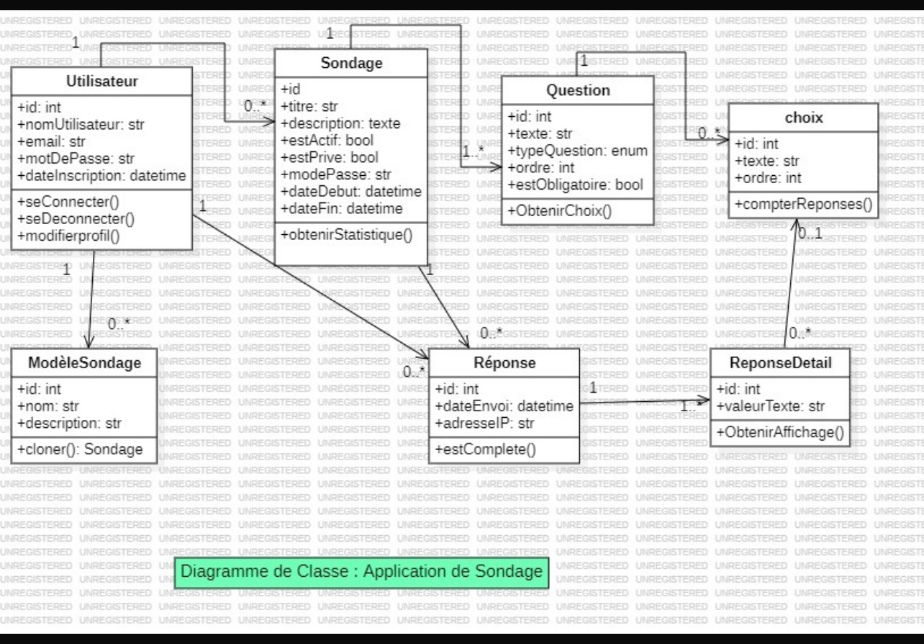 1
0..*
Utilisateur
+id: int
+nomUtilisateur: str
+email: str
+motDePasse: str
+dateInscription: datetime
+seConnecter()
+seDeconnecter()
+modifierprofil()
1
1..*
Sondage
+id
+titre: str
+description: texte
+estActif: bool
+estPrive: bool
+modePasse: str
+dateDebut: datetime
+dateFin: datetime
+obtenirStatistique()
1
0..*
Question
+id: int
+texte: str
+typeQuestion: enum
+ordre: int
+estObligatoire: bool
+ObtenirChoix()
choix
+id: int
+texte: str
+ordre: int
+compterReponses()
1
0..*
1
0..*
1
0..*
0..1
0..*
ModèleSondage
+id: int
+nom: str
+description: str
+cloner(): Sondage
Réponse
+id: int
+dateEnvoi: datetime
+adresseIP: str
+estComplete()
1
1..*
ReponseDetail
+id: int
+valeurTexte: str
+ObtenirAffichage()
Diagramme de Classe : Application de Sondage
UNREGISTERED